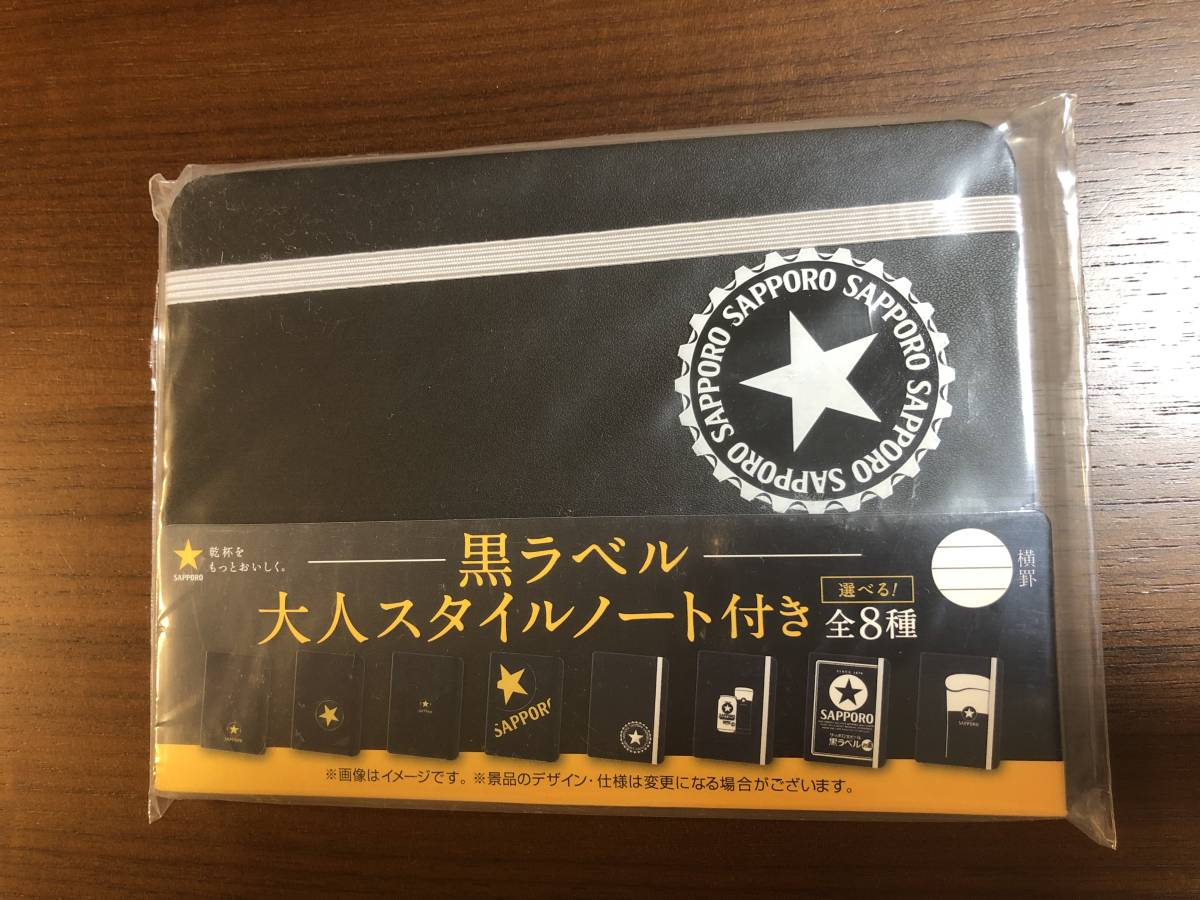 SAPPORO SAPPORO SAPPORO SAPPORO SAPPORO
SAPPORO
乾杯を
もっとおいしく。
黒ラベル
大人スタイルノート付き
選べる!
全8種
横罫
SAPPORO
SAPPORO
SAPPORO
SAPPORO
黒ラベル
※画像はイメージです。※景品のデザイン・仕様は変更になる場合がございます。